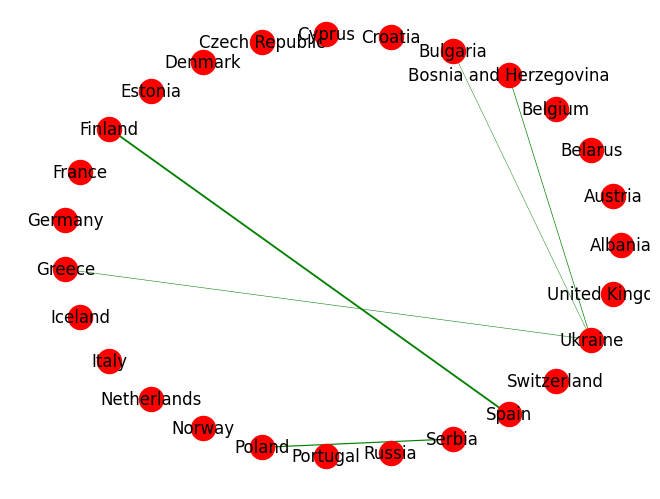 Cyprus
Croatia
Czech Republic
Bulgaria
Denmark
Bosnia and Herzegovina
Estonia
Belgium
Finland
Belarus
France
Austria
Germany
Albania
Greece
United Kingd
Iceland
Ukraine
Italy
Switzerland
Netherlands
Spain
Norway
Serbia
Poland
Russia
Portugal